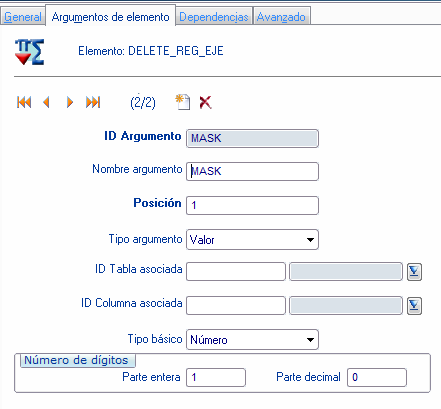 General Argumentos de elemento Dependencias Avanzado
Elemento: DELETE_REG_EJE
(2/2)
ID Argumento MASK
Nombre argumento MASK
Posición 1
Tipo argumento Valor
ID Tabla asociada
ID Columna asociada
Tipo básico Número
Número de dígitos
Parte entera 1 Parte decimal 0